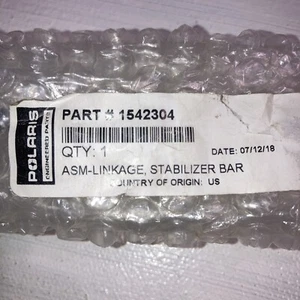 POLARIS
ENGINEERED PARTS
PART # 1542304
QTY: 1
DATE: 07/12/18
ASM-LINKAGE, STABILIZER BAR
COUNTRY OF ORIGIN: US